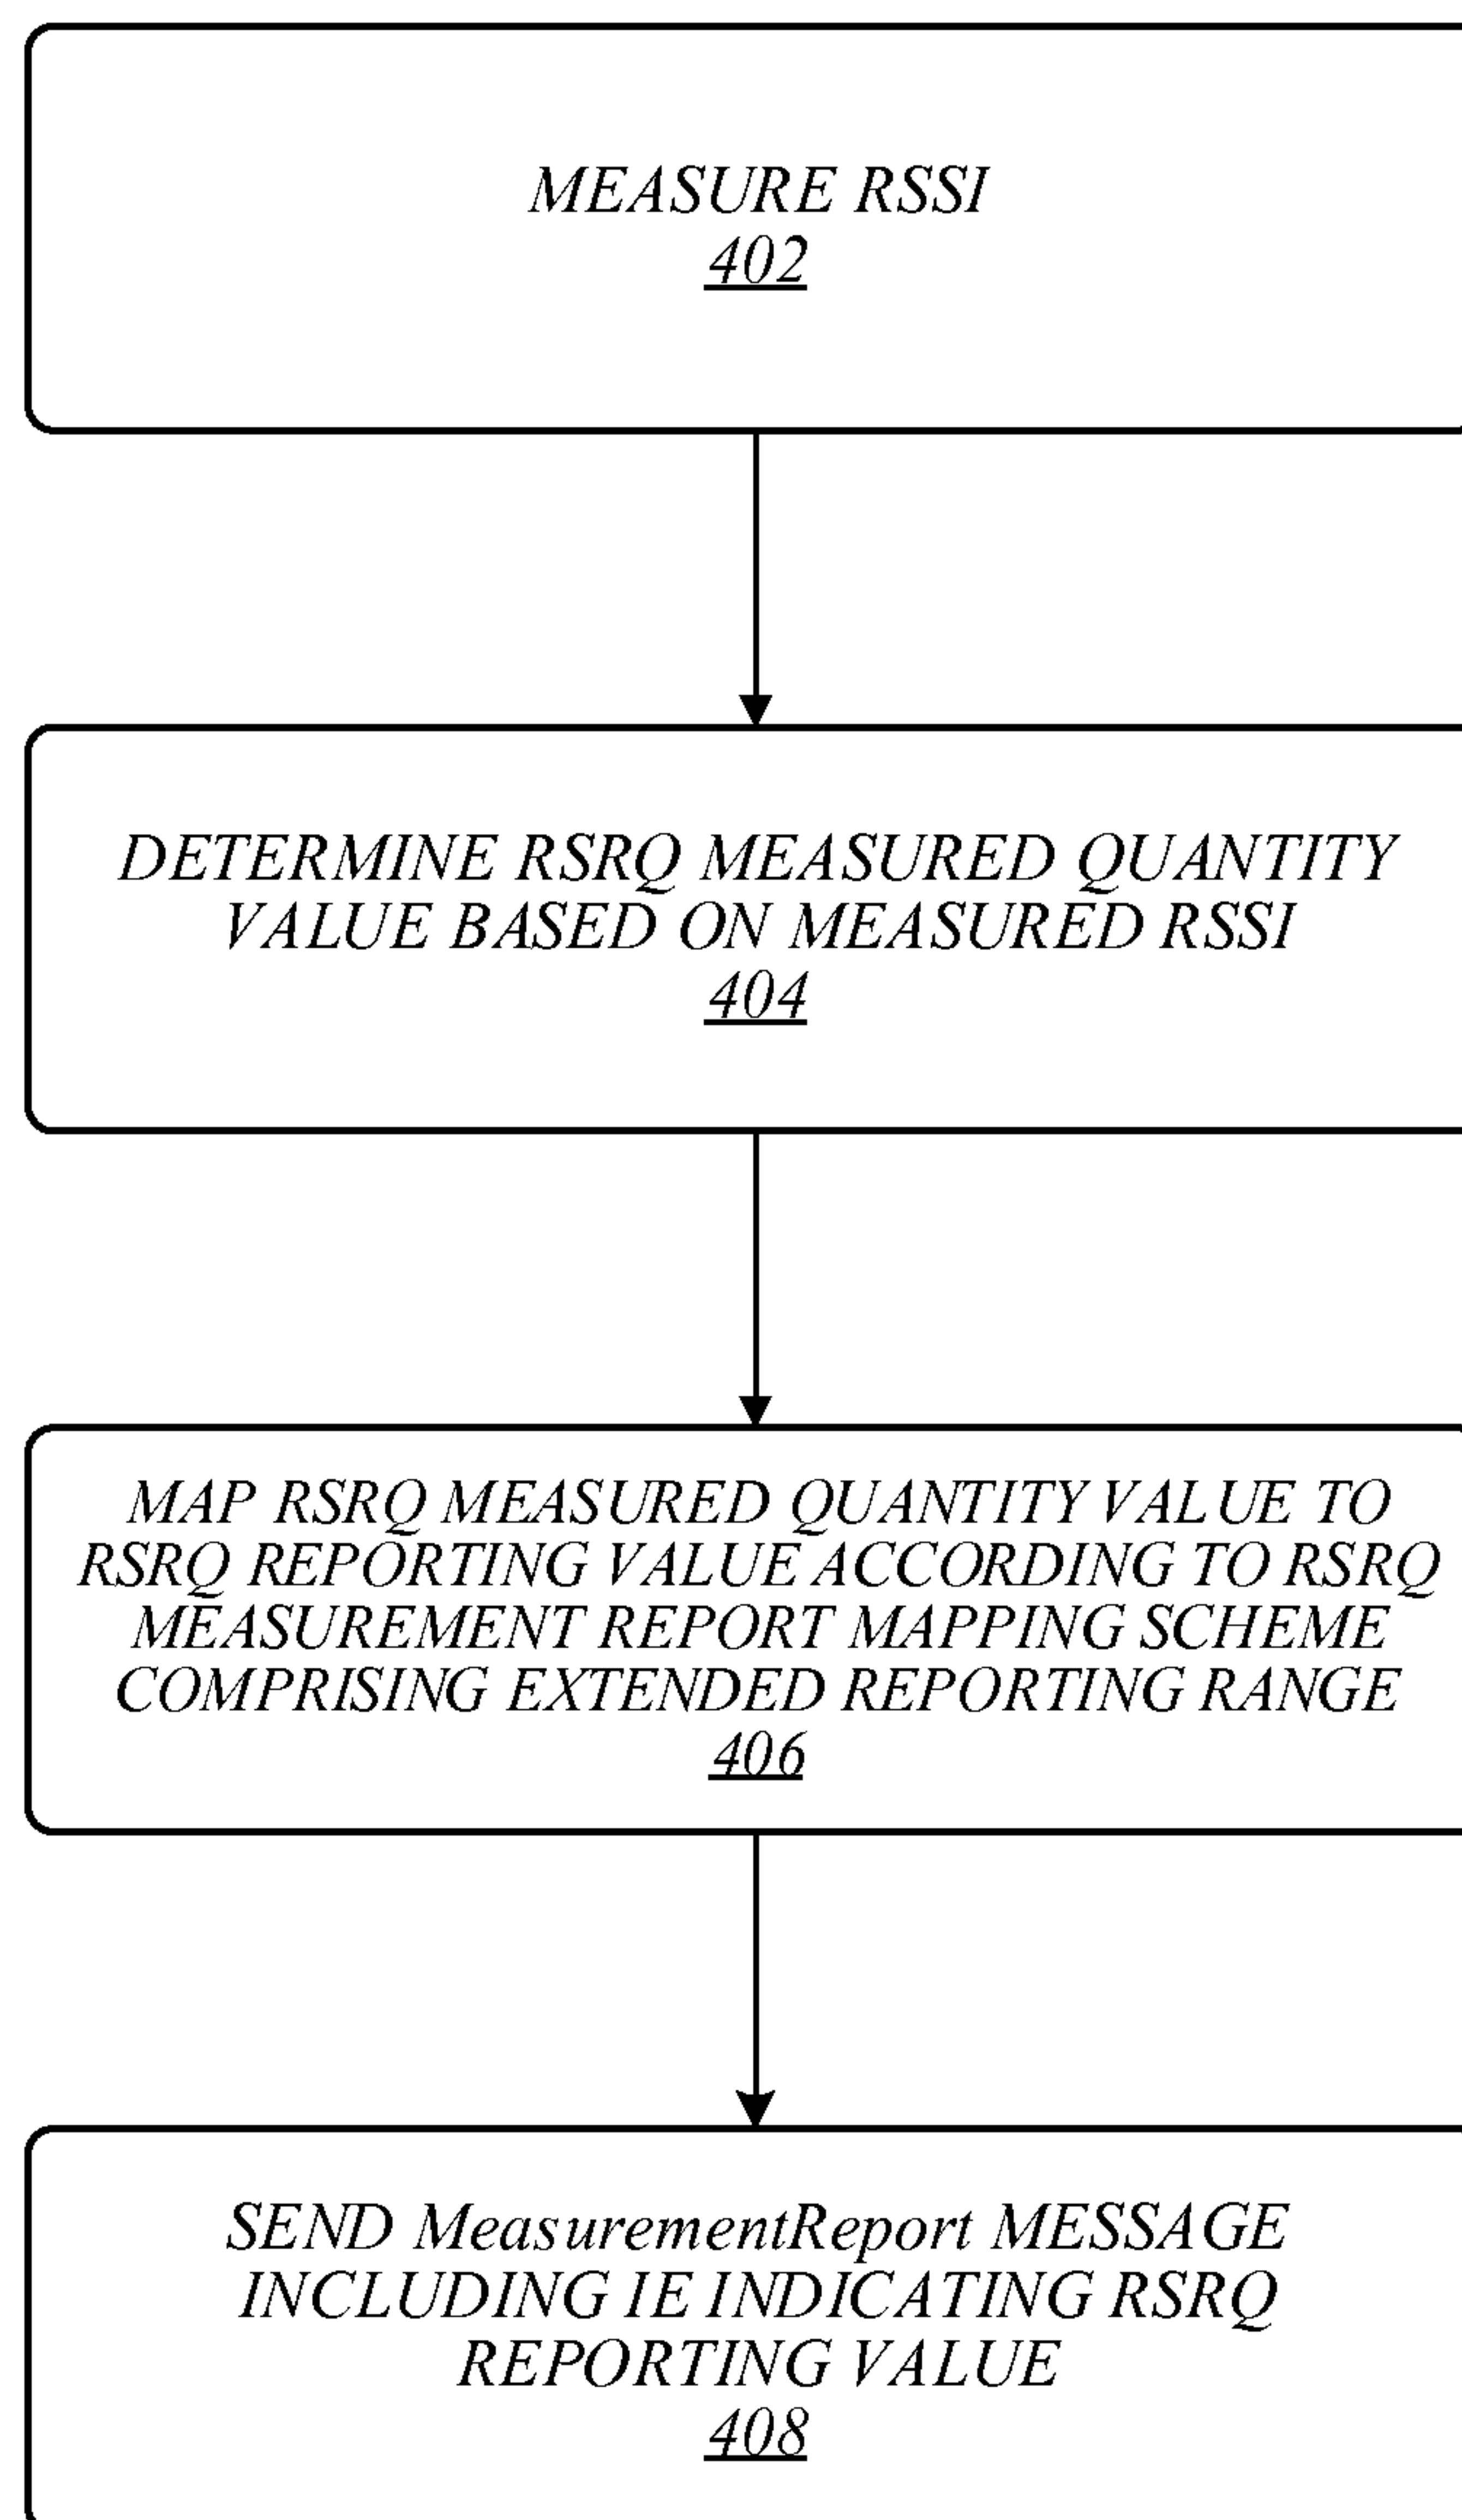 MEASURE RSSI
402
DETERMINE RSRQ MEASURED QUANTITY
VALUE BASED ON MEASURED RSSI
404
MAP RSRQ MEASURED QUANTITY VALUE TO
RSRQ REPORTING VALUE ACCORDING TO RSRQ
MEASUREMENT REPORT MAPPING SCHEME
COMPRISING EXTENDED REPORTING RANGE
406
SEND MeasurementReport MESSAGE
INCLUDING IE INDICATING RSRQ
REPORTING VALUE
408